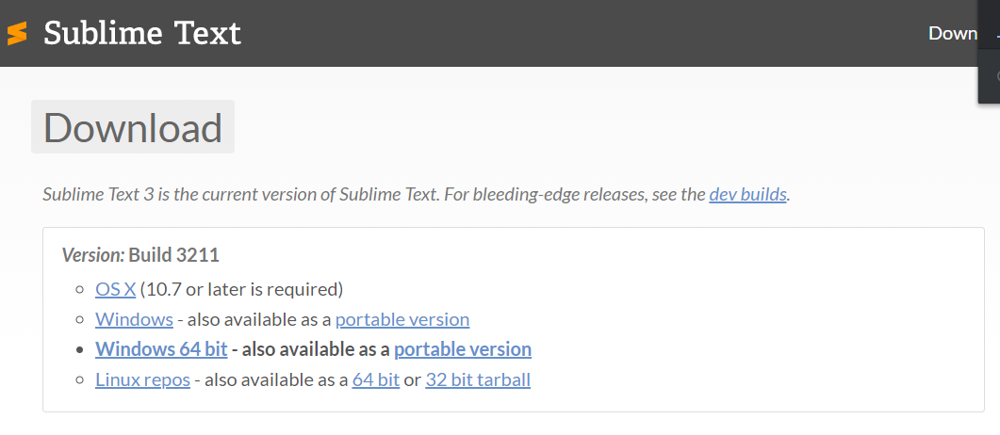 Sublime Text
Down
Download
Sublime Text 3 is the current version of Sublime Text. For bleeding-edge releases, see the dev builds.
Version: Build 3211
OS X (10.7 or later is required)
Windows - also available as a portable version
Windows 64 bit - also available as a portable version
Linux repos - also available as a 64 bit or 32 bit tarball